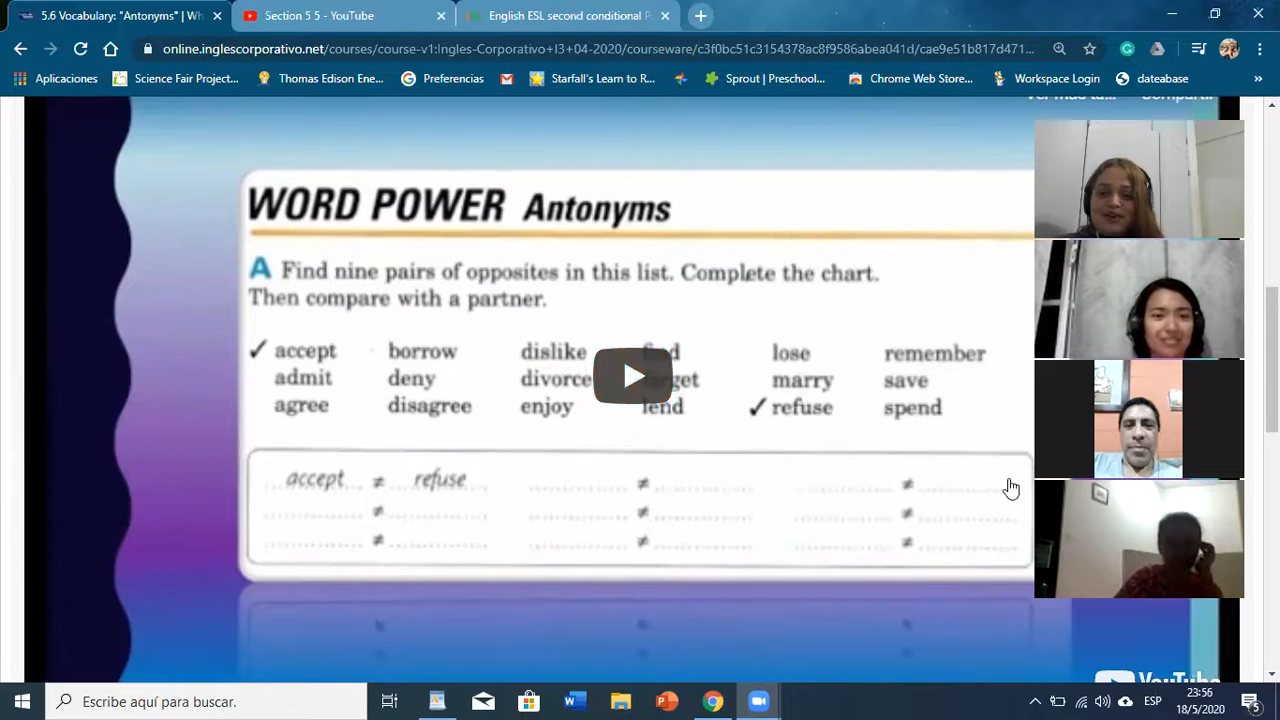 5.6 Vocabulary: "Antonyms" | Wh
Section 5 5 - YouTube
English ESL second conditional P
online.inglescorporativo.net/courses/course-v1:Ingles-Corporativo+I3+04-2020/courseware/c3f0bc51c3154378ac8f9586abea041d/cae9e51b817d471...
Aplicaciones
Science Fair Project...
Thomas Edison Ene...
Preferencias
Starfall's Learn to R...
Sprout | Preschool...
Chrome Web Store...
Workspace Login
dateabase
»
WORD POWER Antonyms
A Find nine pairs of opposites in this list. Complete the chart.
Then compare with a partner.
✓ accept borrow dislike find lose remember
admit deny divorce marry save
agree disagree enjoy lend ✓ refuse spend
accept ≠ refuse ≠ ≠
≠ ≠ ≠
≠ ≠ ≠
YouTube
Escribe aquí para buscar.
ESP
23:56
18/5/2020
5